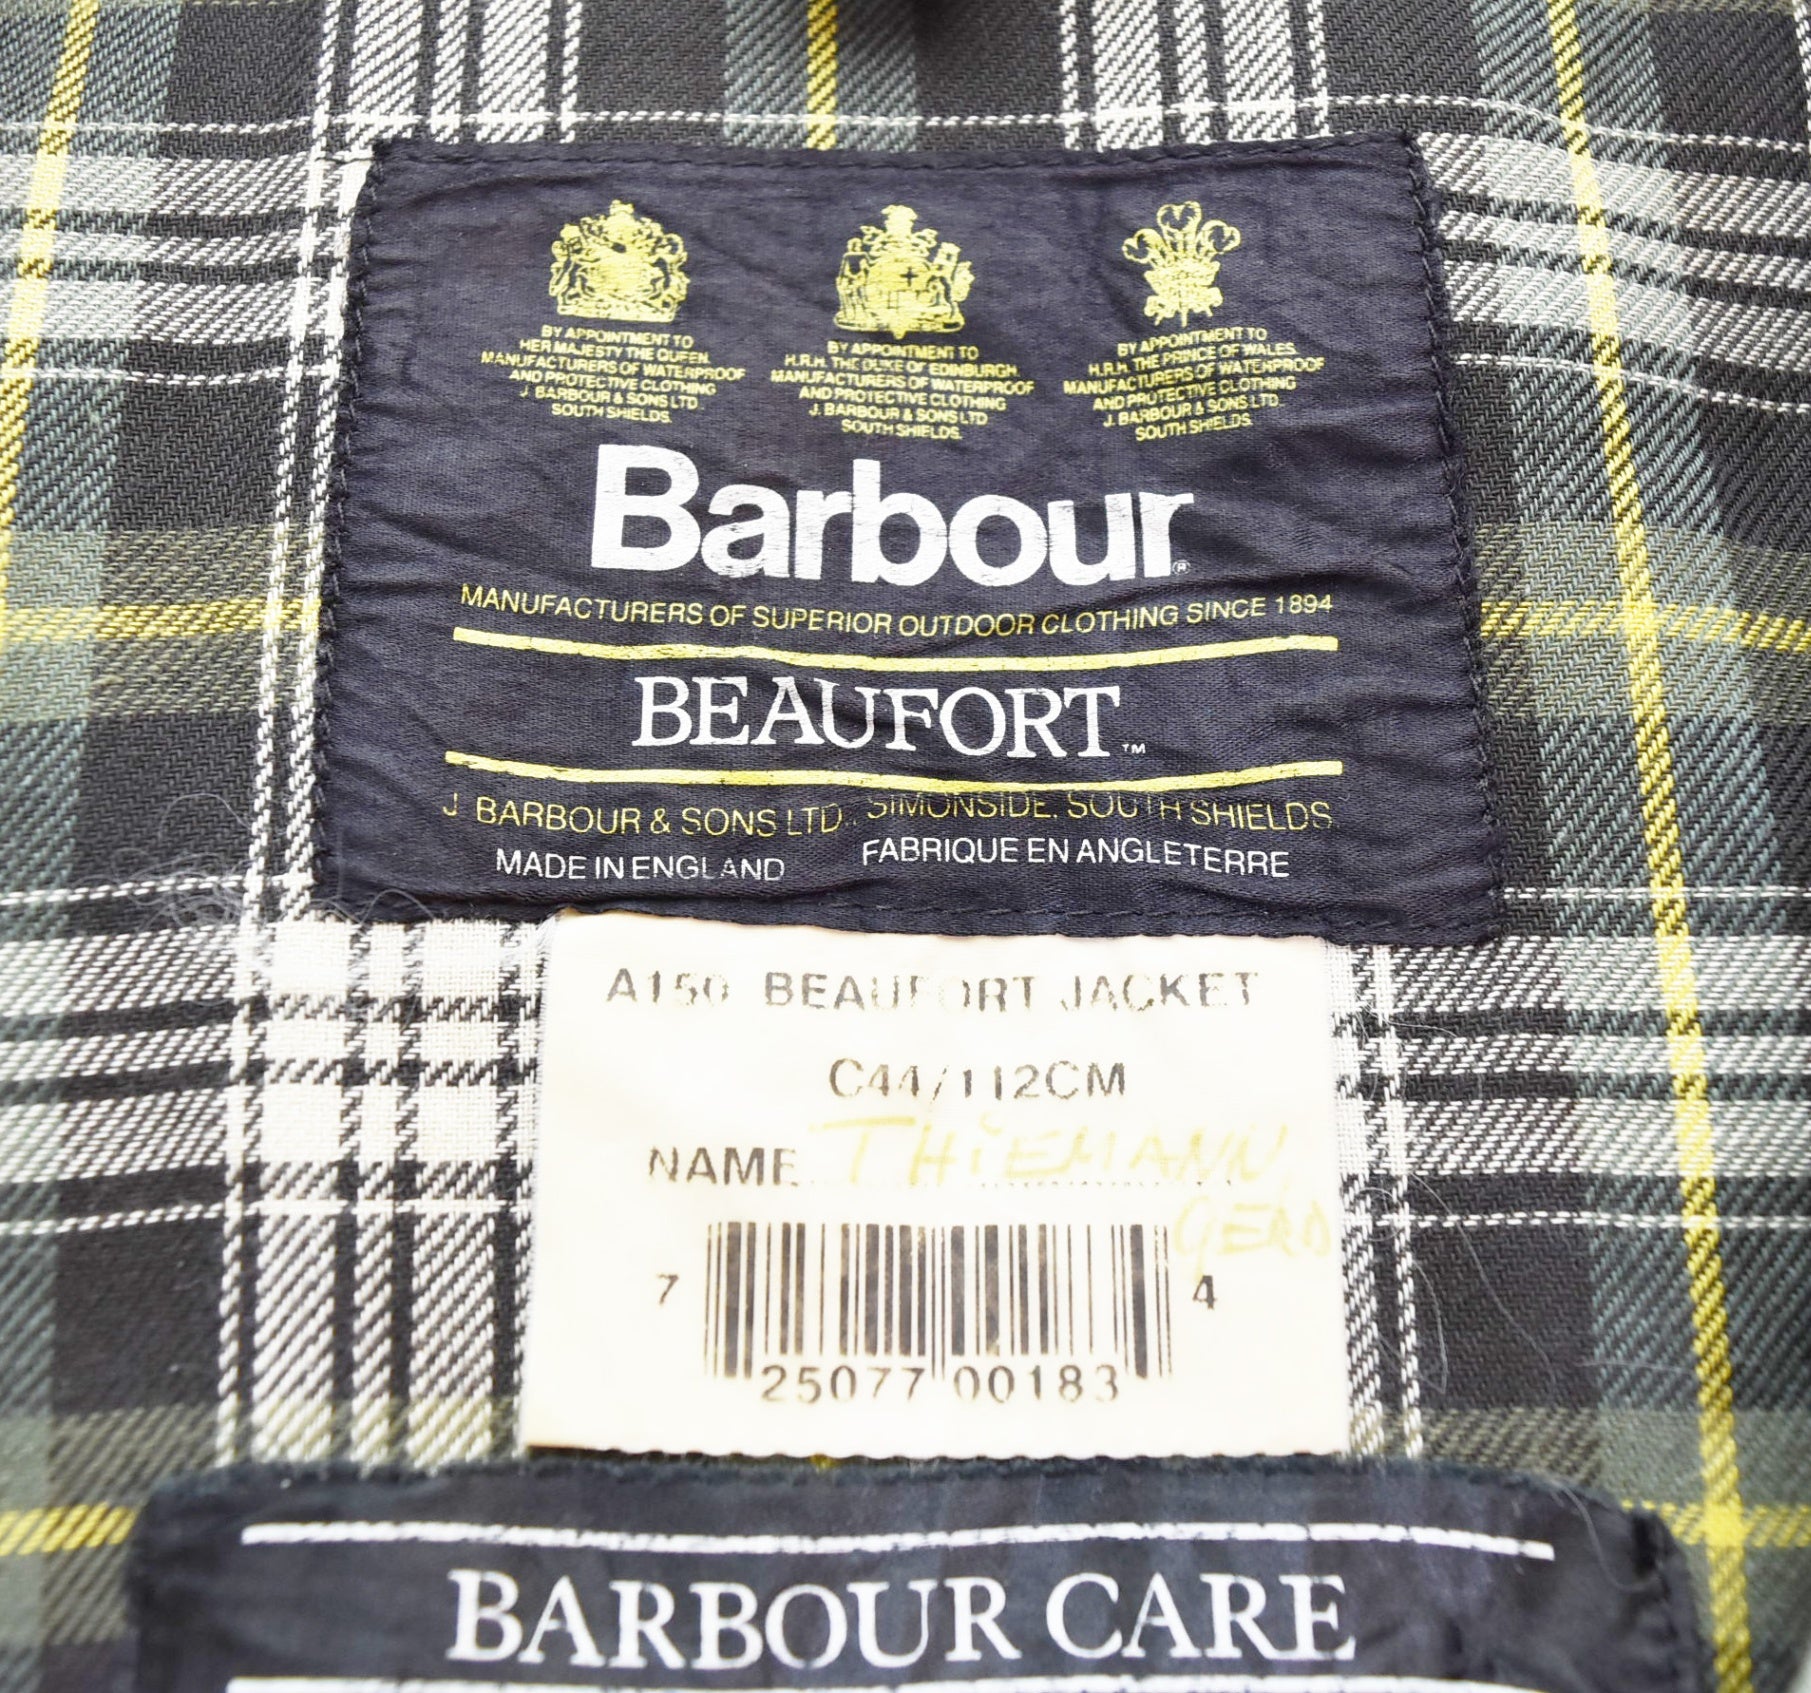 BY APPOINTMENT TO
HER MAJESTY THE QUEEN
MANUFACTURERS OF WATERPROOF
AND PROTECTIVE CLOTHING
J. BARBOUR & SONS LTD.
SOUTH SHIELDS.
BY APPOINTMENT TO
H.R.H. THE DUKE OF EDINBURGH
MANUFACTURERS OF WATERPROOF
AND PROTECTIVE CLOTHING
J. BARBOUR & SONS LTD
SOUTH SHIELDS.
BY APPOINTMENT TO
H.R.H. THE PRINCE OF WALES
MANUFACTURERS OF WATERPROOF
AND PROTECTIVE CLOTHING
J. BARBOUR & SONS LTD.
SOUTH SHIELDS.
Barbour®
MANUFACTURERS OF SUPERIOR OUTDOOR CLOTHING SINCE 1894
BEAUFORT™
J. BARBOUR & SONS LTD., SIMONSIDE, SOUTH SHIELDS.
MADE IN ENGLAND FABRIQUE EN ANGLETERRE
A150 BEAUFORT JACKET
C44/112CM
NAME THiEMANN,
GERD
7 25077 00183 4
BARBOUR CARE